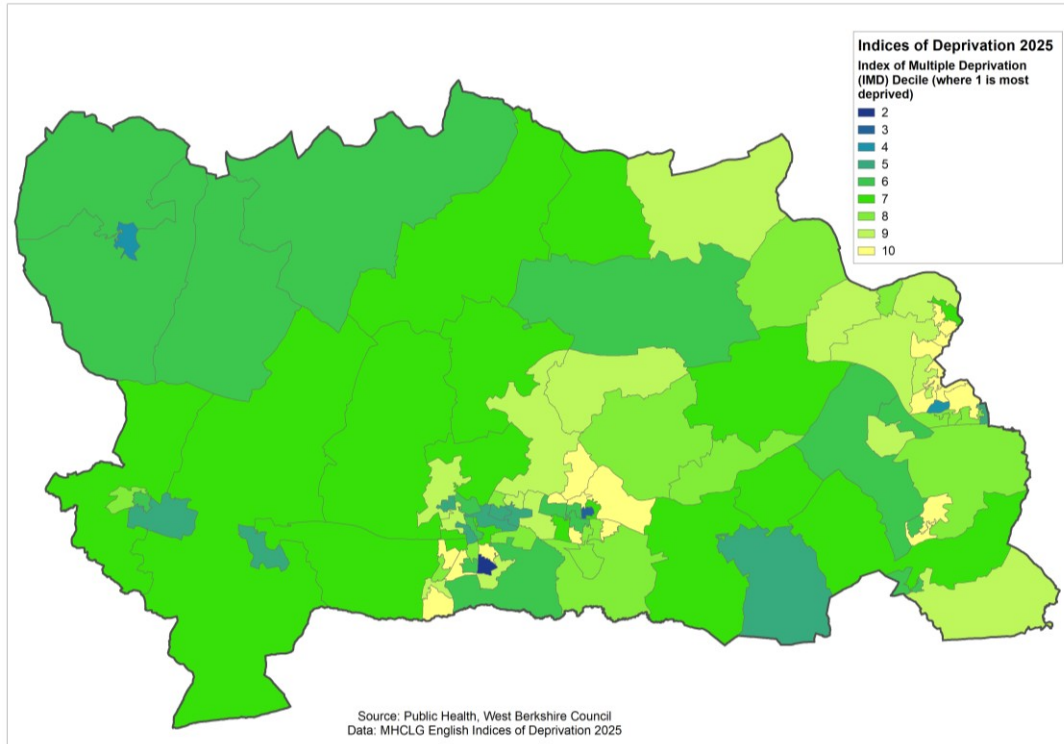 Indices of Deprivation 2025
Index of Multiple Deprivation
(IMD) Decile (where 1 is most
deprived)
2
3
4
5
6
7
8
9
10
Source: Public Health, West Berkshire Council
Data: MHCLG English Indices of Deprivation 2025